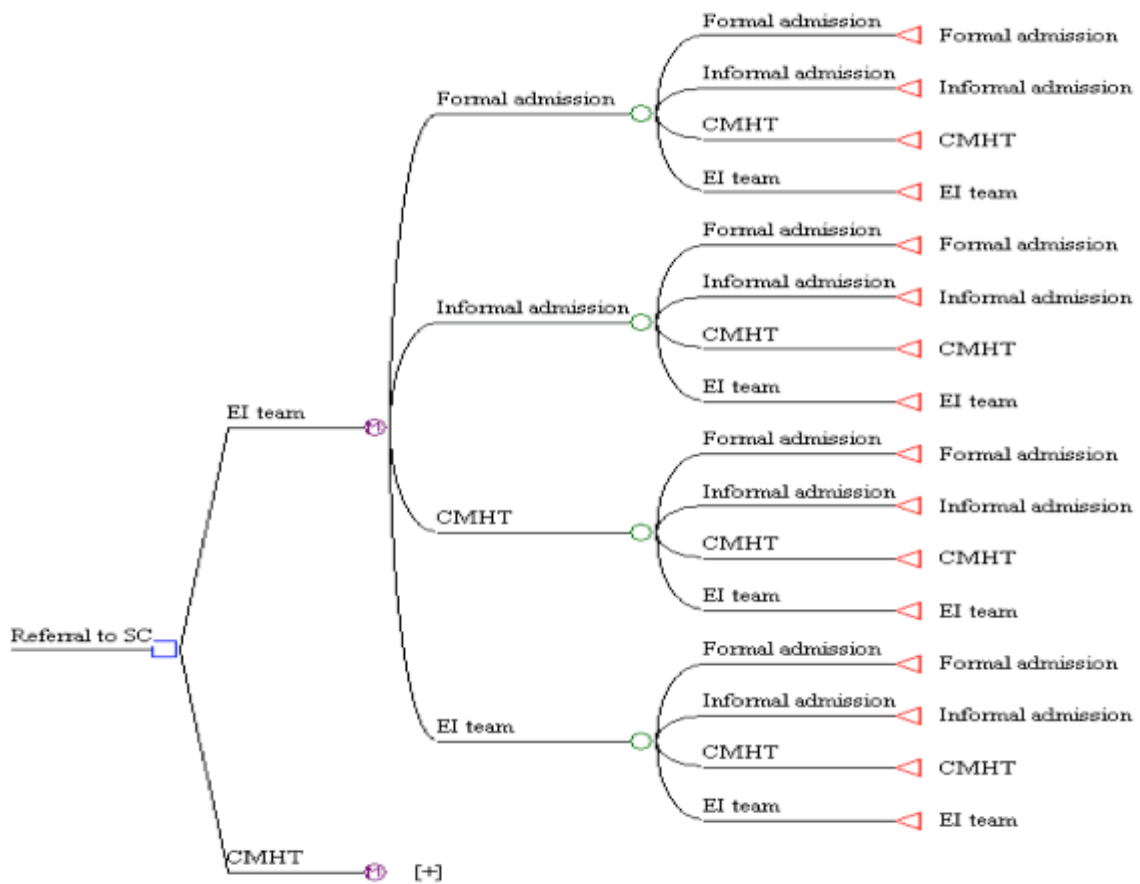 Formal admission
Formal admission
Informal admission
Informal admission
Formal admission
CMHT
CMHT
EI team
EI team
Formal admission
Formal admission
Informal admission
Informal admission
Informal admission
CMHT
CMHT
EI team
EI team
EI team
Formal admission
Formal admission
Informal admission
Informal admission
CMHT
CMHT
CMHT
EI team
EI team
Referral to SC
Formal admission
Formal admission
Informal admission
Informal admission
EI team
CMHT
CMHT
EI team
EI team
CMHT
M
[+]
M